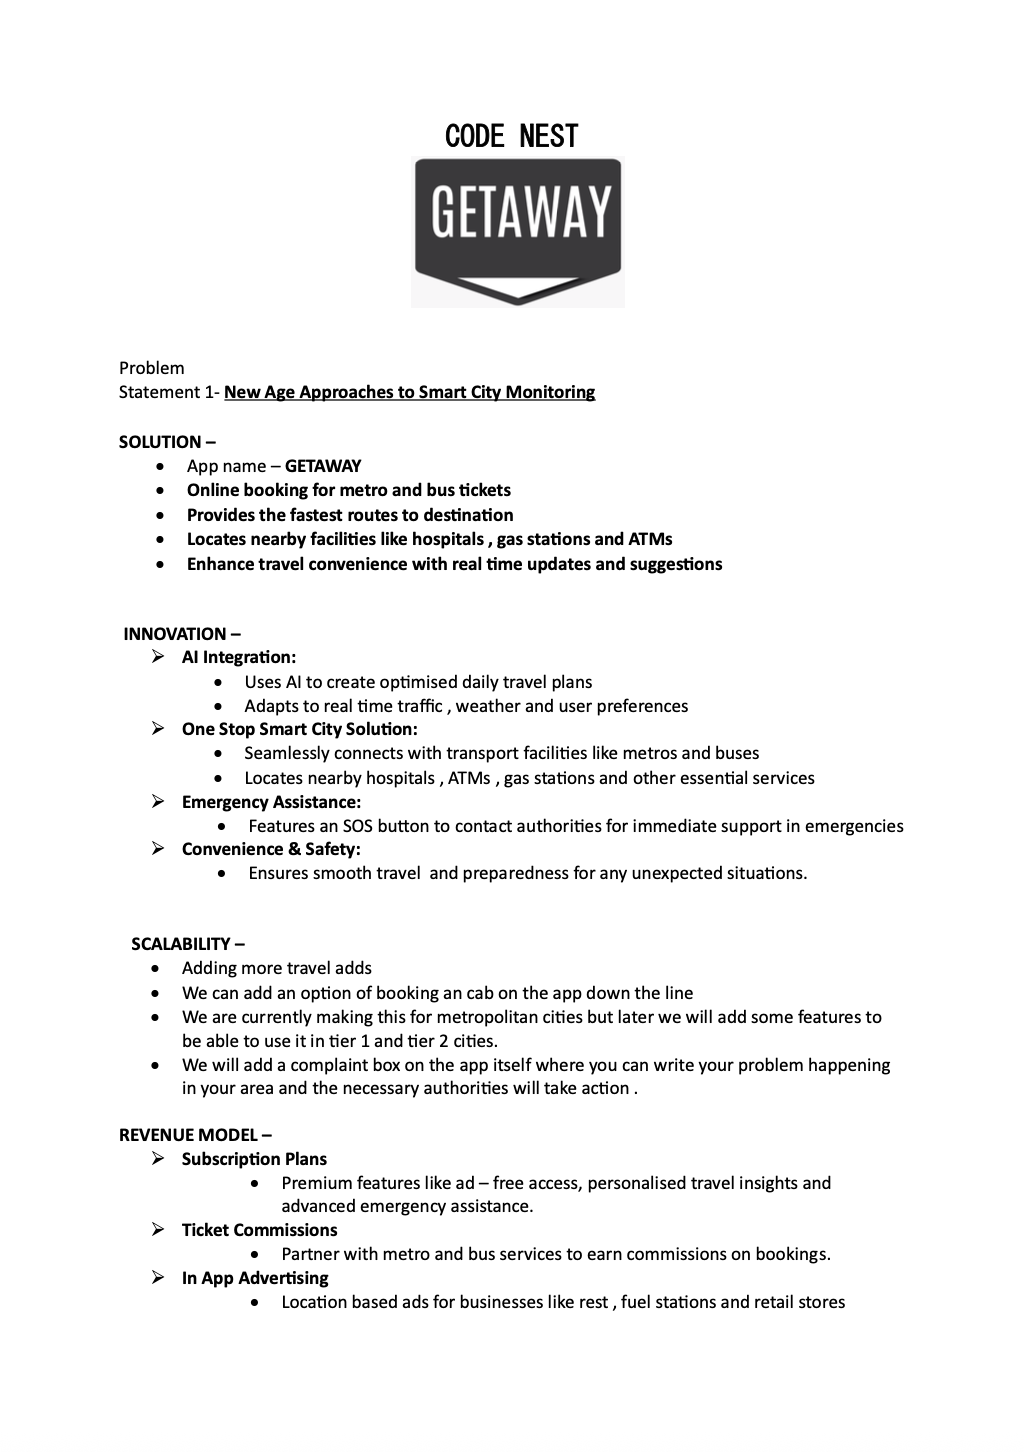 CODE NEST
GETAWAY
Problem
Statement 1- New Age Approaches to Smart City Monitoring
SOLUTION –
• App name – GETAWAY
• Online booking for metro and bus tickets
• Provides the fastest routes to destination
• Locates nearby facilities like hospitals , gas stations and ATMs
• Enhance travel convenience with real time updates and suggestions
INNOVATION –
➢ AI Integration:
• Uses AI to create optimised daily travel plans
• Adapts to real time traffic , weather and user preferences
➢ One Stop Smart City Solution:
• Seamlessly connects with transport facilities like metros and buses
• Locates nearby hospitals , ATMs , gas stations and other essential services
➢ Emergency Assistance:
• Features an SOS button to contact authorities for immediate support in emergencies
➢ Convenience & Safety:
• Ensures smooth travel  and preparedness for any unexpected situations.
SCALABILITY –
• Adding more travel adds
• We can add an option of booking an cab on the app down the line
• We are currently making this for metropolitan cities but later we will add some features to
be able to use it in tier 1 and tier 2 cities.
• We will add a complaint box on the app itself where you can write your problem happening
in your area and the necessary authorities will take action .
REVENUE MODEL –
➢ Subscription Plans
• Premium features like ad – free access, personalised travel insights and
advanced emergency assistance.
➢ Ticket Commissions
• Partner with metro and bus services to earn commissions on bookings.
➢ In App Advertising
• Location based ads for businesses like rest , fuel stations and retail stores